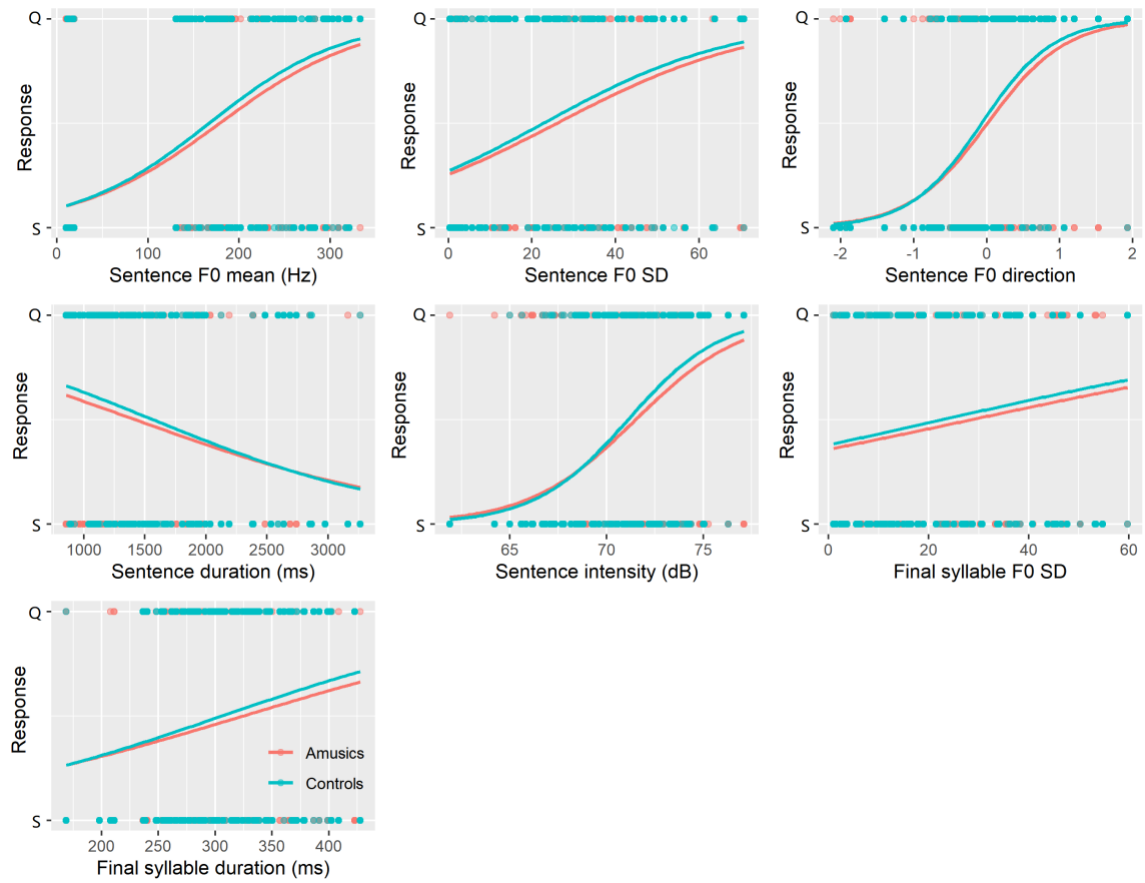 Q
Response
S
0 100 200 300
Sentence F0 mean (Hz)
Q
Response
S
0 20 40 60
Sentence F0 SD
Q
Response
S
-2 -1 0 1 2
Sentence F0 direction
Q
Response
S
1000 1500 2000 2500 3000
Sentence duration (ms)
Q
Response
S
65 70 75
Sentence intensity (dB)
Q
Response
S
0 20 40 60
Final syllable F0 SD
Q
Response
Amusics
Controls
S
200 250 300 350 400
Final syllable duration (ms)